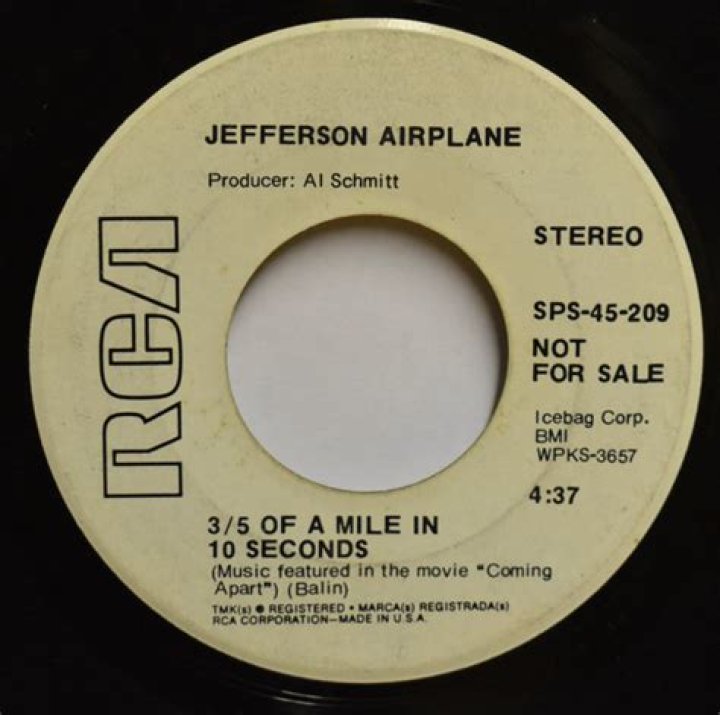 JEFFERSON AIRPLANE
Producer: Al Schmitt
RCA
STEREO
SPS-45-209
NOT
FOR SALE
Icebag Corp.
BMI
WPKS-3657
4:37
3/5 OF A MILE IN
10 SECONDS
(Music featured in the movie "Coming
Apart") (Balin)
TMK(s) ® REGISTERED • MARCA(s) REGISTRADA(s)
RCA CORPORATION—MADE IN U.S.A.